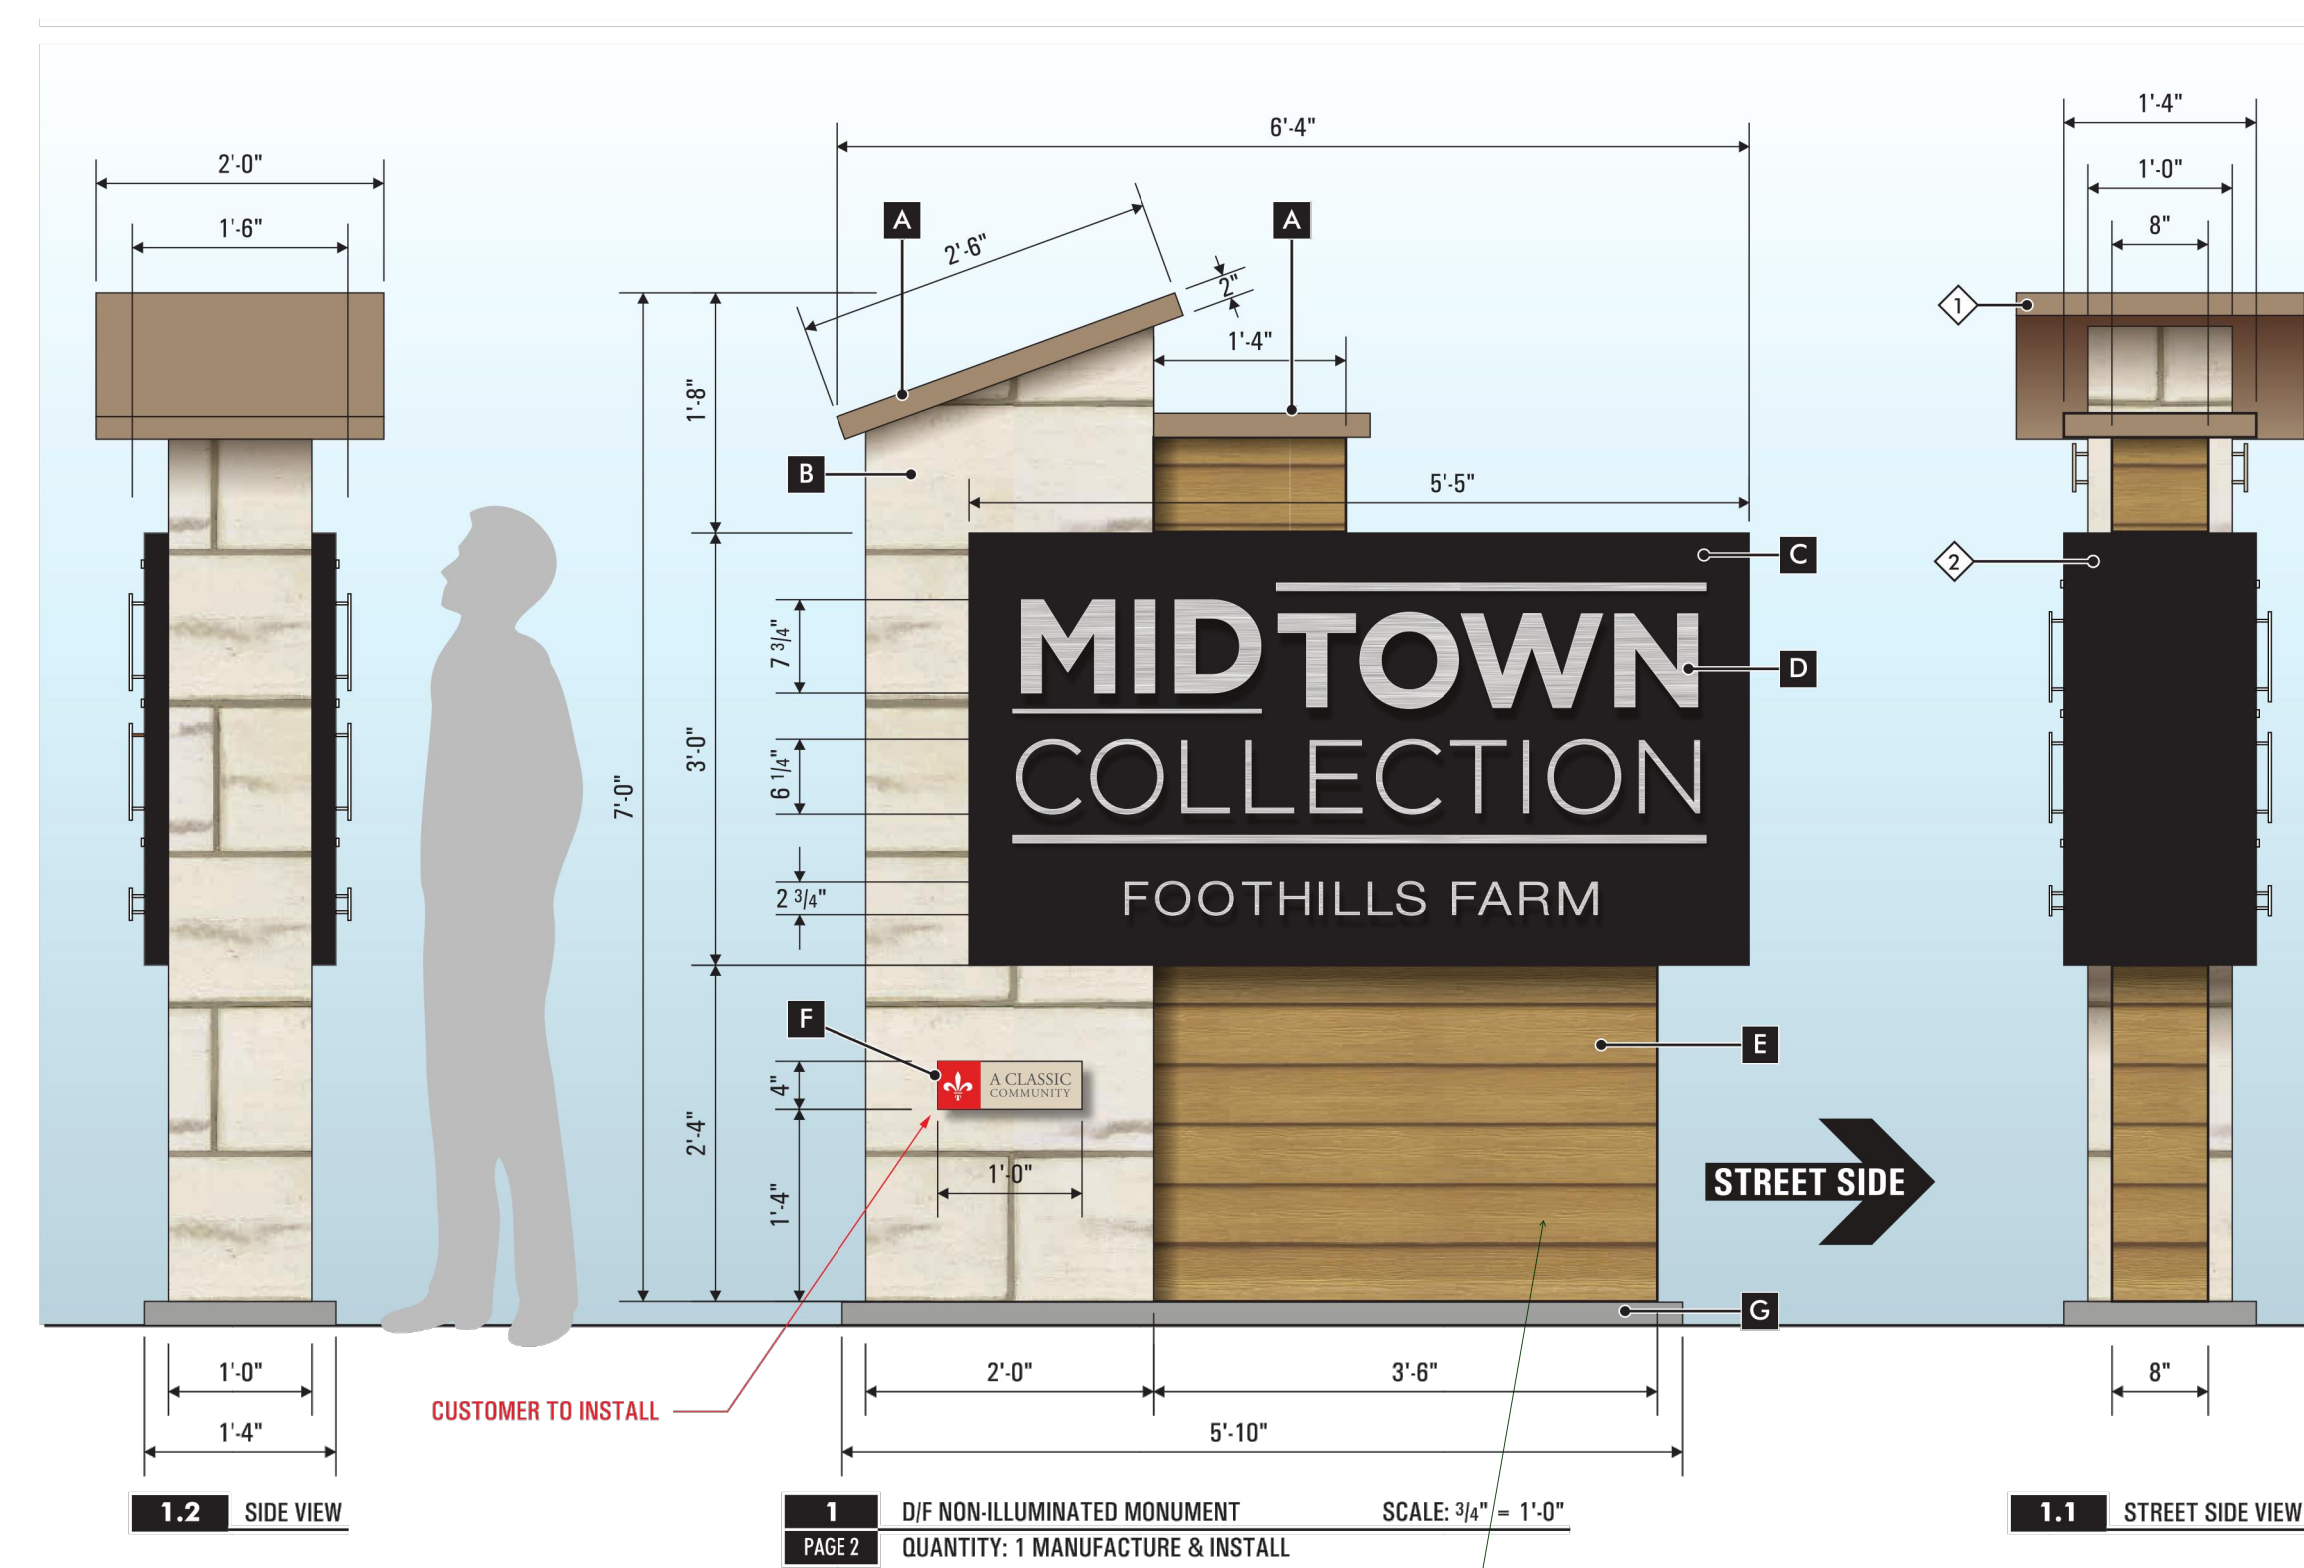 2'-0"
1'-6"
1'-0"
1'-4"
1.2 SIDE VIEW
6'-4"
A
A
2'-6"
2"
1'-4"
1'-8"
B
5'-5"
C
MIDTOWN
D
COLLECTION
FOOTHILLS FARM
7 3/4"
3'-0"
6 1/4"
7'-0"
2 3/4"
F
E
A CLASSIC
COMMUNITY
4"
2'-4"
1'-0"
1'-4"
STREET SIDE
G
2'-0"
3'-6"
CUSTOMER TO INSTALL
5'-10"
1 D/F NON-ILLUMINATED MONUMENT SCALE: 3/4" = 1'-0"
PAGE 2 QUANTITY: 1 MANUFACTURE & INSTALL
1'-4"
1'-0"
8"
1
2
8"
1.1 STREET SIDE VIEW